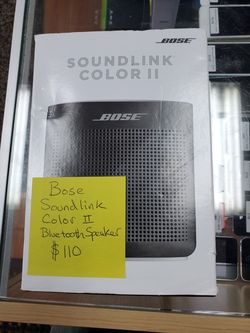 BOSE
SOUNDLINK
COLOR II
BOSE
Bose
Soundlink
Color II
Bluetooth Speaker
$110